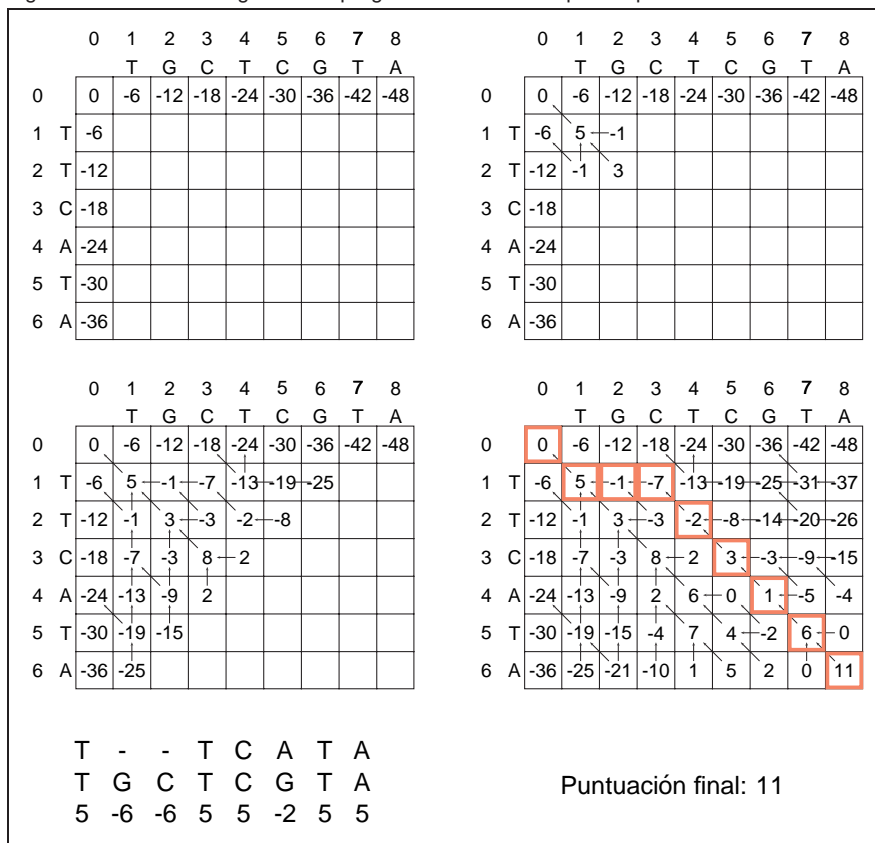 0 1 2 3 4 5 6 7 8
T G C T C G T A
0 0 -6 -12 -18 -24 -30 -36 -42 -48
1 T -6
2 T -12
3 C -18
4 A -24
5 T -30
6 A -36
0 1 2 3 4 5 6 7 8
T G C T C G T A
0 0 -6 -12 -18 -24 -30 -36 -42 -48
1 T -6 5 -1
2 T -12 -1 3
3 C -18
4 A -24
5 T -30
6 A -36
0 1 2 3 4 5 6 7 8
T G C T C G T A
0 0 -6 -12 -18 -24 -30 -36 -42 -48
1 T -6 5 -1 -7 -13 -19 -25
2 T -12 -1 3 -3 -2 -8
3 C -18 -7 -3 8 2
4 A -24 -13 -9 2
5 T -30 -19 -15
6 A -36 -25
0 1 2 3 4 5 6 7 8
T G C T C G T A
0 0 -6 -12 -18 -24 -30 -36 -42 -48
1 T -6 5 -1 -7 -13 -19 -25 -31 -37
2 T -12 -1 3 -3 -2 -8 -14 -20 -26
3 C -18 -7 -3 8 2 3 -3 -9 -15
4 A -24 -13 -9 2 6 0 1 -5 -4
5 T -30 -19 -15 -4 7 4 -2 6 0
6 A -36 -25 -21 -10 1 5 2 0 11
T - - T C A T A
T G C T C G T A
5 -6 -6 5 5 -2 5 5
Puntuación final: 11